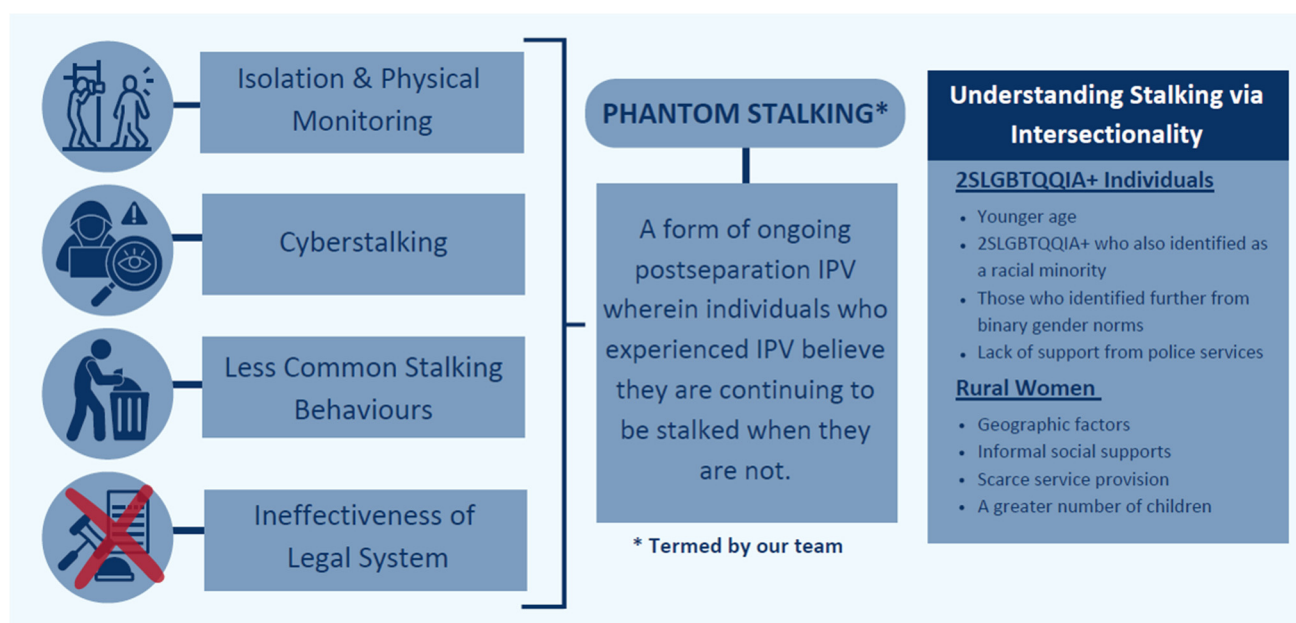 Isolation & Physical
Monitoring
Cyberstalking
Less Common Stalking
Behaviours
Ineffectiveness of
Legal System
PHANTOM STALKING*
A form of ongoing
postseparation IPV
wherein individuals who
experienced IPV believe
they are continuing to
be stalked when they
are not.
* Termed by our team
Understanding Stalking via
Intersectionality
2SLGBTQQIA+ Individuals
• Younger age
• 2SLGBTQQIA+ who also identified as
a racial minority
• Those who identified further from
binary gender norms
• Lack of support from police services
Rural Women
• Geographic factors
• Informal social supports
• Scarce service provision
• A greater number of children